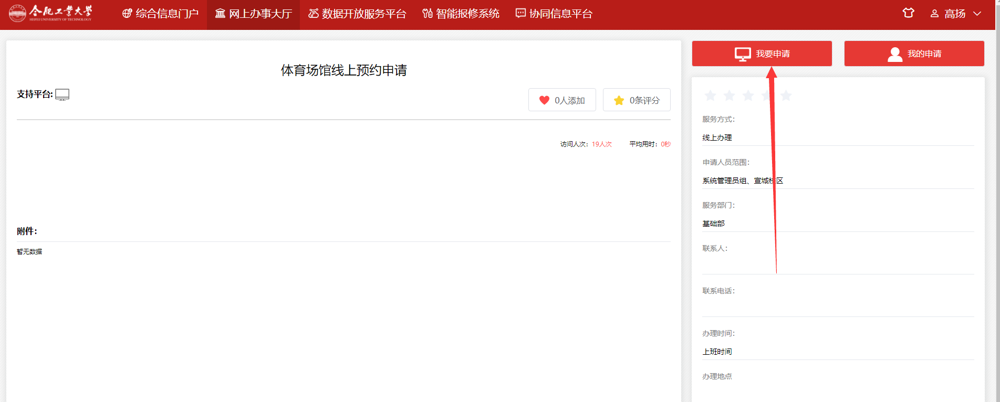 合肥工业大学
HEFEI UNIVERSITY OF TECHNOLOGY
综合信息门户
网上办事大厅
数据开放服务平台
智能报修系统
协同信息平台
高扬
体育场馆线上预约申请
支持平台:
0人添加
0条评分
访问人次: 19人次
平均用时: 0秒
附件:
暂无数据
我要申请
我的申请
服务方式:
线上办理
申请人员范围:
系统管理员组、宣城校区
服务部门:
基础部
联系人:
联系电话:
办理时间:
上班时间
办理地点